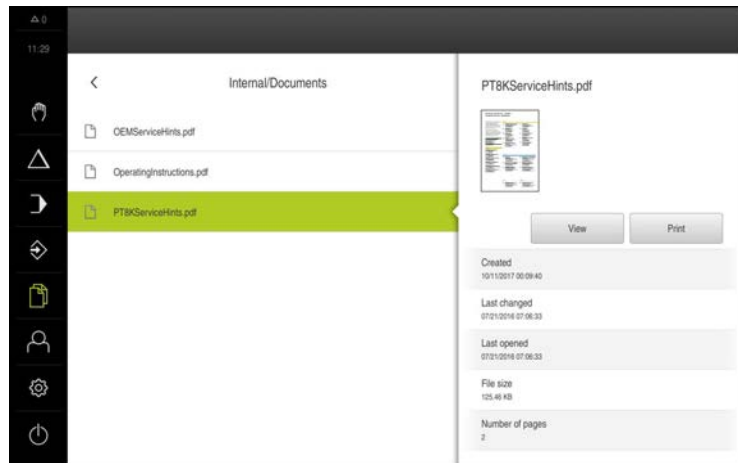 0
11:29
Internal/Documents
OEMServiceHints.pdf
OperatingInstructions.pdf
PT8KServiceHints.pdf
PT8KServiceHints.pdf
View
Print
Created
10/11/2017 00:09:40
Last changed
07/21/2016 07:06:33
Last opened
07/21/2016 07:06:33
File size
125.46 KB
Number of pages
2